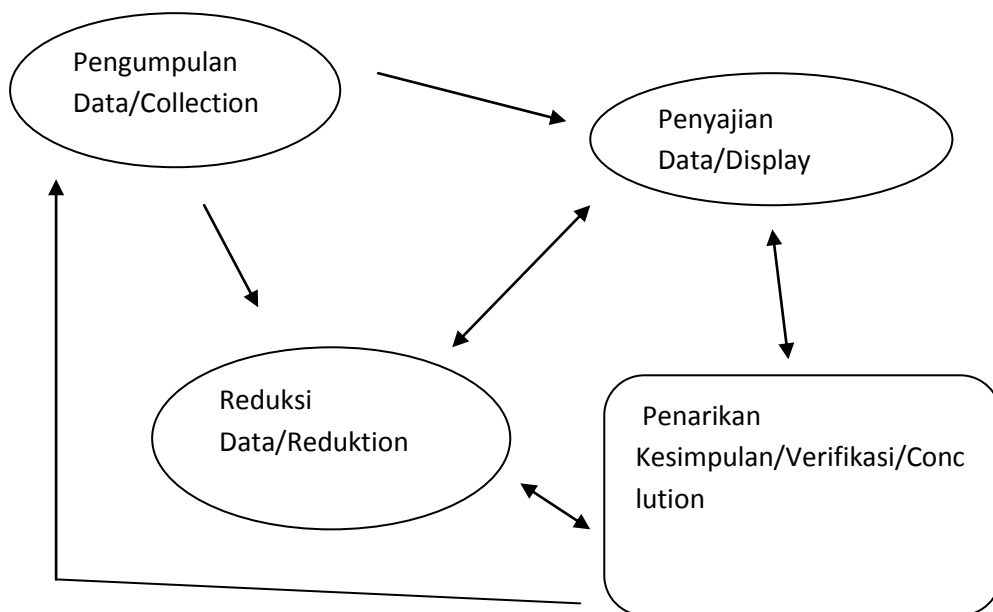 Pengumpulan
Data/Collection
Penyajian
Data/Display
Reduksi
Data/Reduktion
Penarikan
Kesimpulan/Verifikasi/Conc
lution